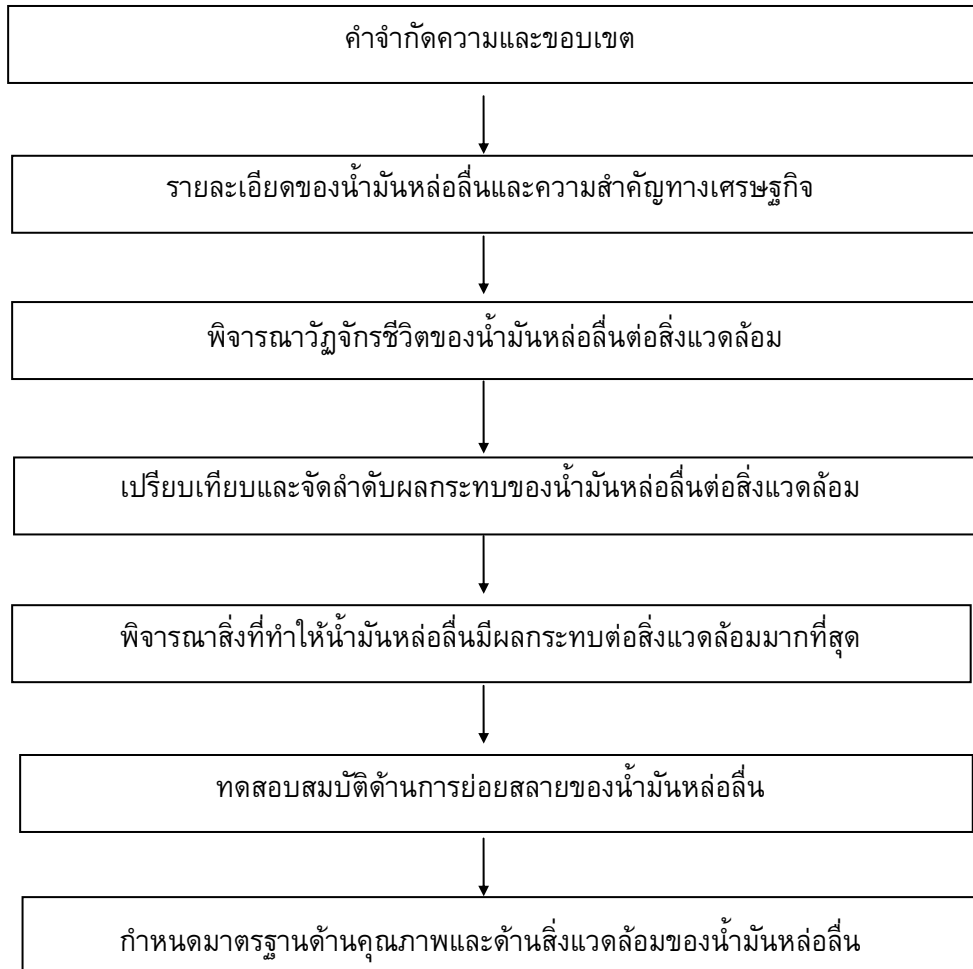 คำจำกัดความและขอบเขต
รายละเอียดของน้ำมันหล่อลื่นและความสำคัญทางเศรษฐกิจ
พิจารณาวัฏจักรชีวิตของน้ำมันหล่อลื่นต่อสิ่งแวดล้อม
เปรียบเทียบและจัดลำดับผลกระทบของน้ำมันหล่อลื่นต่อสิ่งแวดล้อม
พิจารณาสิ่งที่ทำให้น้ำมันหล่อลื่นมีผลกระทบต่อสิ่งแวดล้อมมากที่สุด
ทดสอบสมบัติด้านการย่อยสลายของน้ำมันหล่อลื่น
กำหนดมาตรฐานด้านคุณภาพและด้านสิ่งแวดล้อมของน้ำมันหล่อลื่น